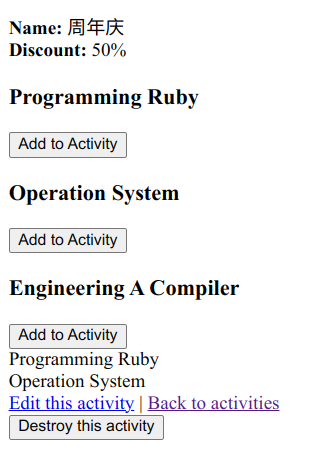 Name: 周年庆
Discount: 50%
Programming Ruby
Add to Activity
Operation System
Add to Activity
Engineering A Compiler
Add to Activity
Programming Ruby
Operation System
Edit this activity | Back to activities
Destroy this activity